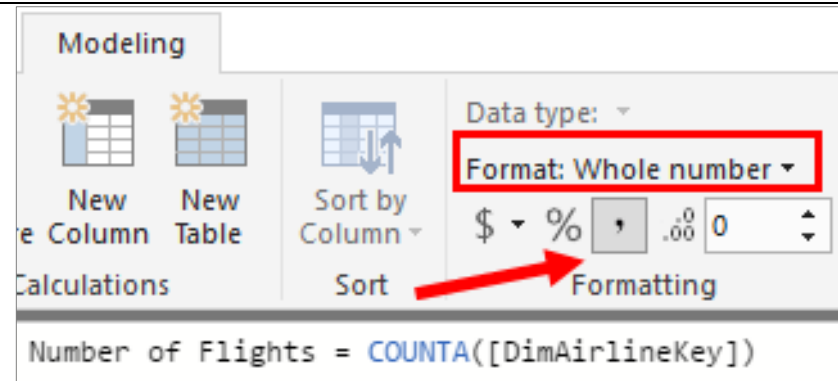 Modeling
New Column
New Table
Sort by Column
Data type:
Format: Whole number
$ % , .00 0
Calculations
Sort
Formatting
Number of Flights = COUNTA([DimAirlineKey])